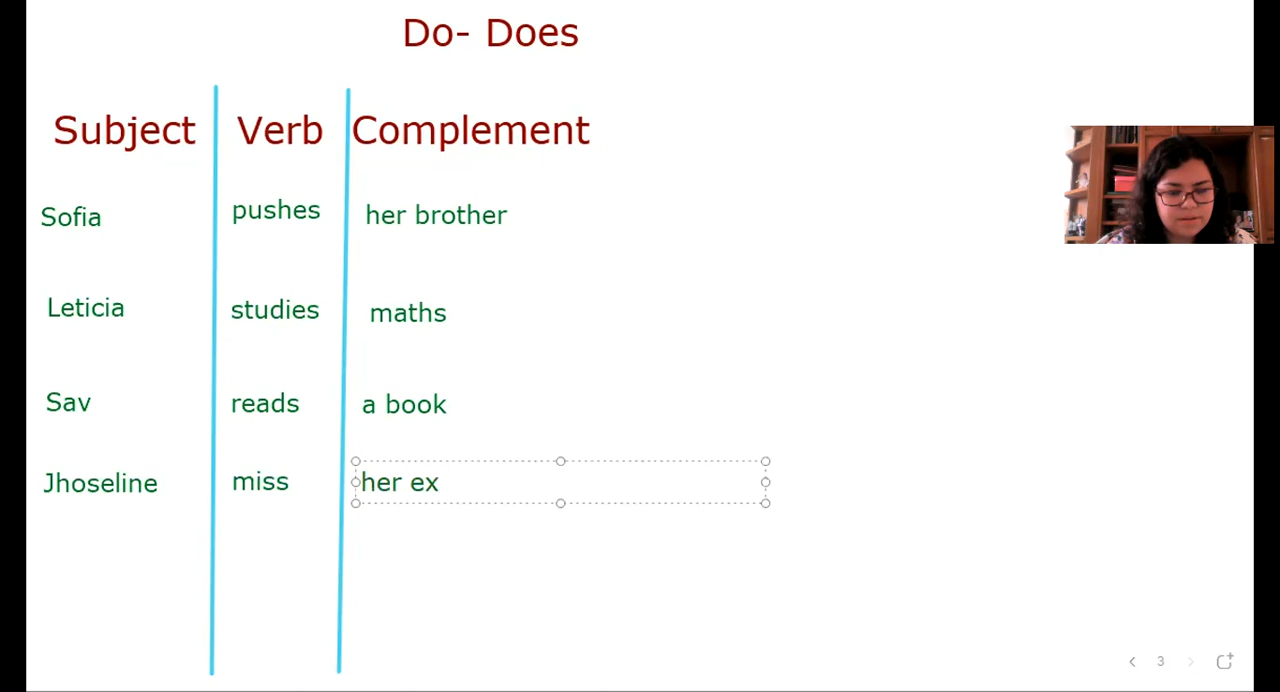 Do- Does
Subject Verb Complement
Sofia pushes her brother
Leticia studies maths
Sav reads a book
Jhoseline miss her ex
3